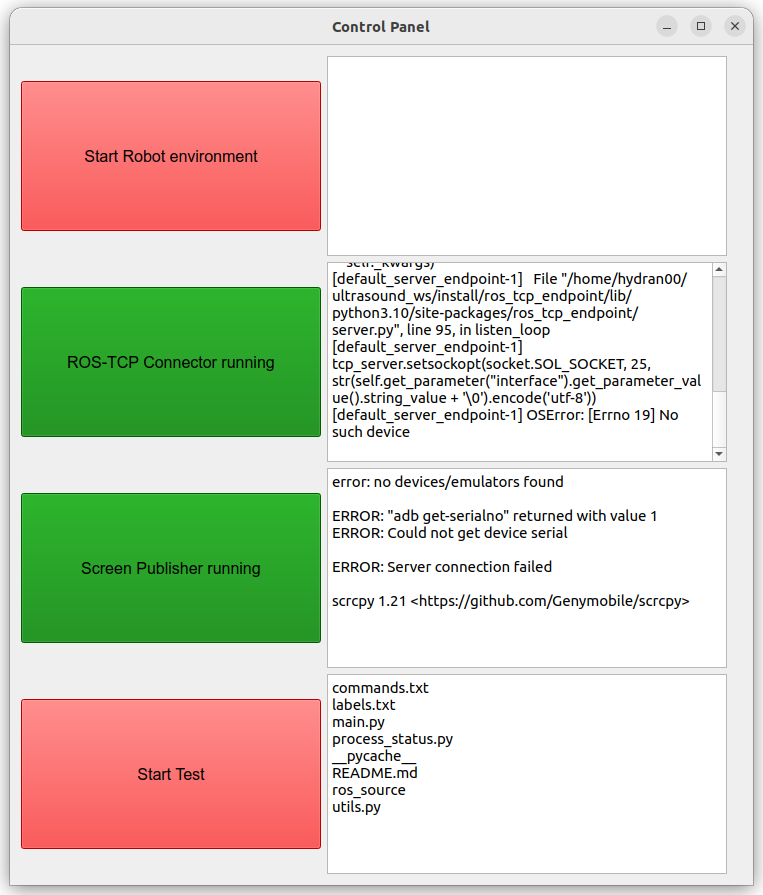 Control Panel
Start Robot environment
self._kwargs)
[default_server_endpoint-1]   File "/home/hydran00/
ultrasound_ws/install/ros_tcp_endpoint/lib/
python3.10/site-packages/ros_tcp_endpoint/
server.py", line 95, in listen_loop
[default_server_endpoint-1]
tcp_server.setsockopt(socket.SOL_SOCKET, 25,
str(self.get_parameter("interface").get_parameter_val
ue().string_value + '\0').encode('utf-8'))
[default_server_endpoint-1] OSError: [Errno 19] No
such device
ROS-TCP Connector running
error: no devices/emulators found
ERROR: "adb get-serialno" returned with value 1
ERROR: Could not get device serial
ERROR: Server connection failed
scrcpy 1.21 <https://github.com/Genymobile/scrcpy>
Screen Publisher running
commands.txt
labels.txt
main.py
process_status.py
__pycache__
README.md
ros_source
utils.py
Start Test